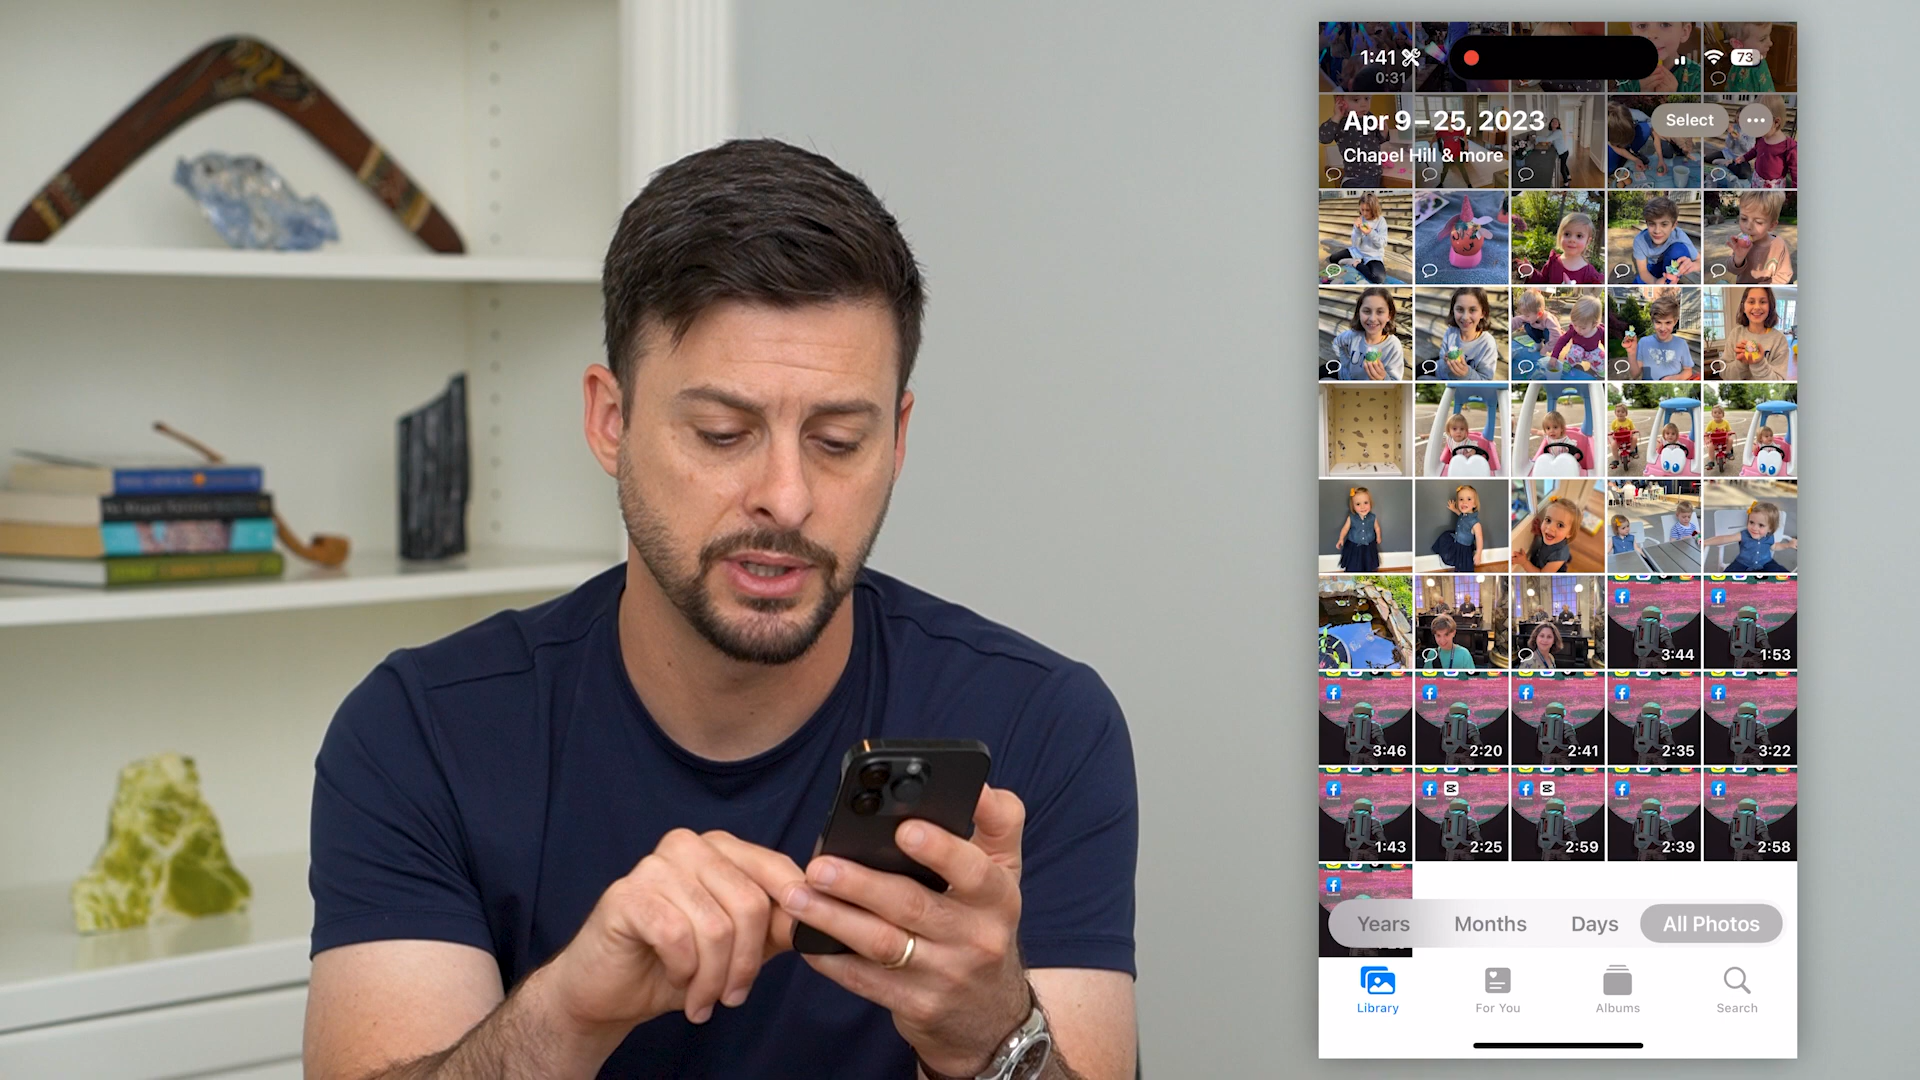 1:41
73
0:31
Apr 9–25, 2023
Select
Chapel Hill & more
3:44
1:53
3:46
2:20
2:41
2:35
3:22
1:43
2:25
2:59
2:39
2:58
Years
Months
Days
All Photos
Library
For You
Albums
Search